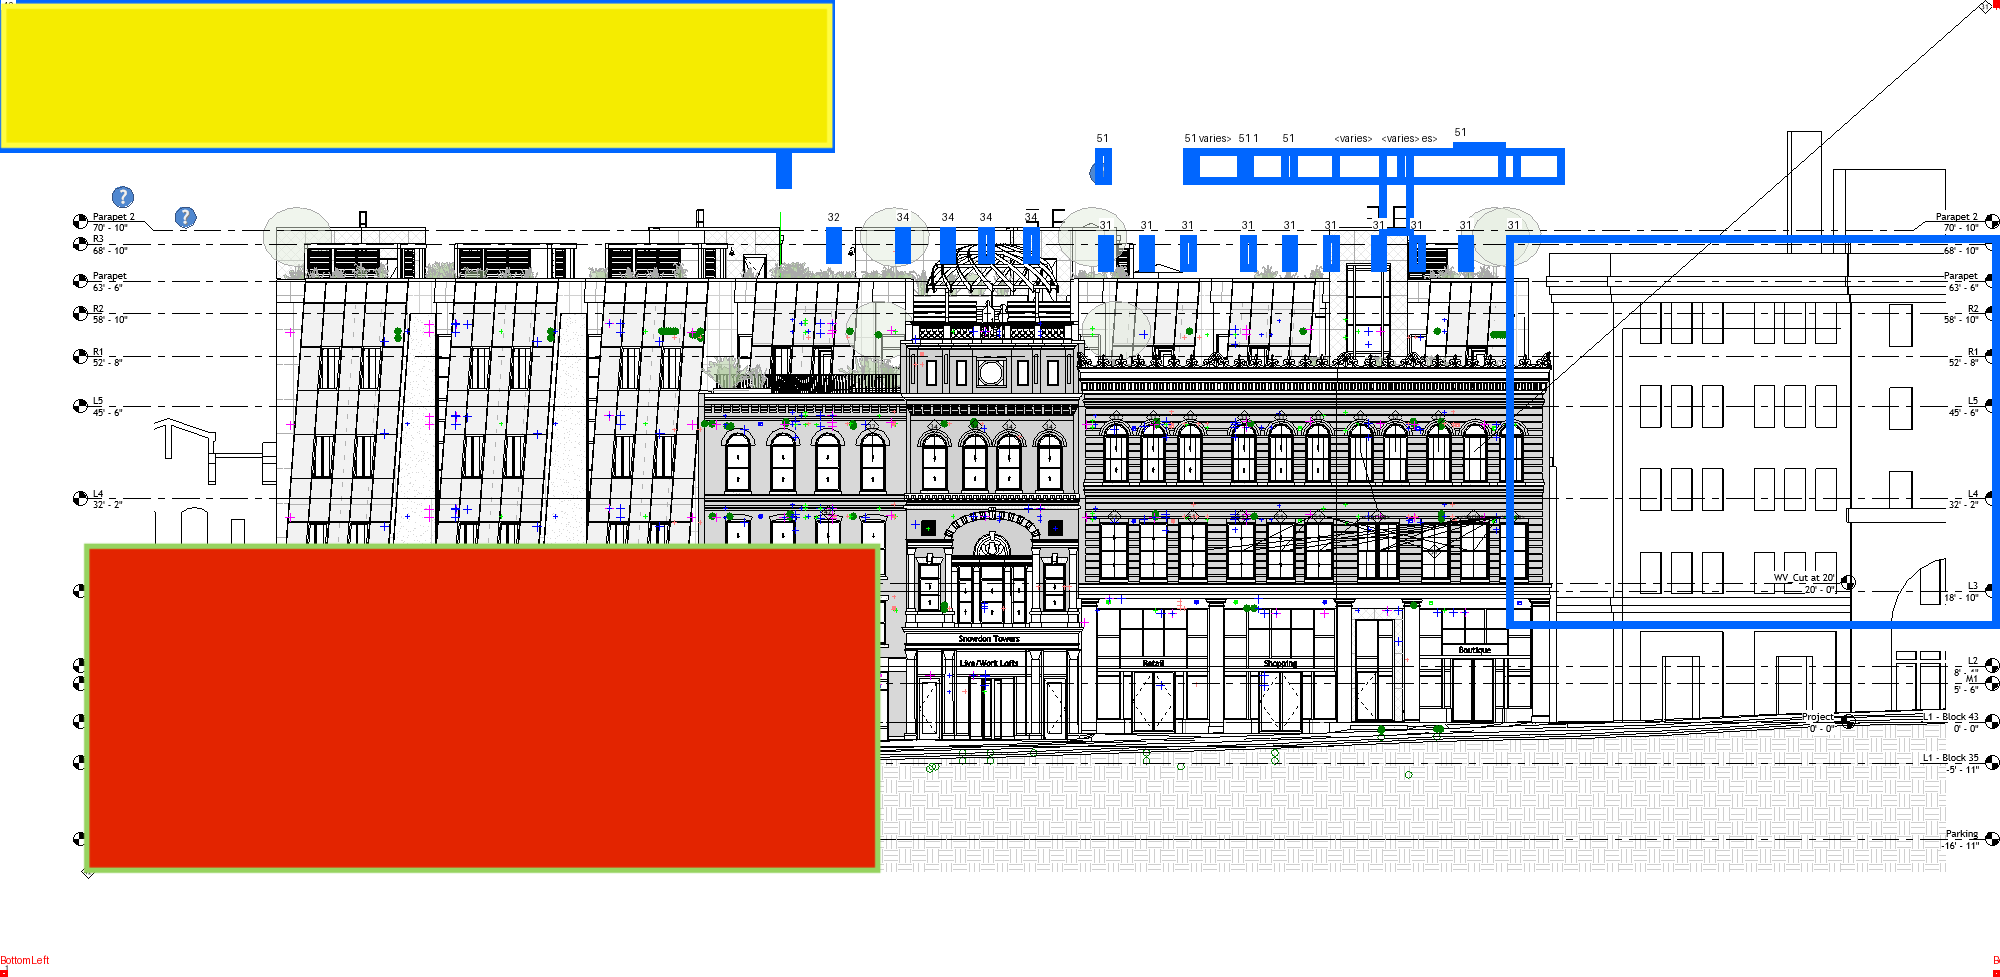 51
51 varies>
51 1
51
<varies>
<varies> es>
51
?
?
Parapet 2
70' - 10"
R3
68' - 10"
Parapet
63' - 6"
R2
58' - 10"
R1
52' - 8"
L5
45' - 6"
L4
32' - 2"
32
34
34
34
34
31
31
31
31
31
31
31
31
31
31
Parapet 2
70' - 10"
68' - 10"
Parapet
63' - 6"
R2
58' - 10"
R1
52' - 8"
L5
45' - 6"
L4
32' - 2"
WV_Cut at 20'
20' - 0"
L3
18' - 10"
Snowdon Towers
Live/Work Lofts
Retail
Shopping
Boutique
L2
8' - 4"
M1
5' - 6"
Project
0' - 0"
L1 - Block 43
0' - 0"
L1 - Block 35
-5' - 11"
Parking
-16' - 11"
BottomLeft